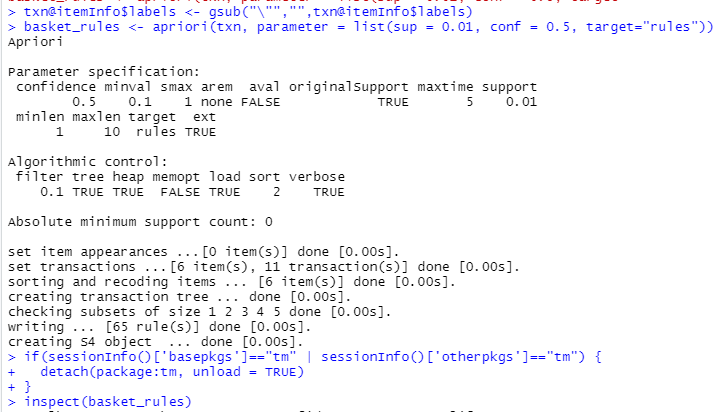 > txn@itemInfo$labels <- gsub("\"","",txn@itemInfo$labels)
> basket_rules <- apriori(txn, parameter = list(sup = 0.01, conf = 0.5, target="rules"))
Apriori
Parameter specification:
confidence minval smax arem aval originalSupport maxtime support
0.5 0.1 1 none FALSE TRUE 5 0.01
minlen maxlen target ext
1 10 rules TRUE
Algorithmic control:
filter tree heap memopt load sort verbose
0.1 TRUE TRUE FALSE TRUE 2 TRUE
Absolute minimum support count: 0
set item appearances ...[0 item(s)] done [0.00s].
set transactions ...[6 item(s), 11 transaction(s)] done [0.00s].
sorting and recoding items ... [6 item(s)] done [0.00s].
creating transaction tree ... done [0.00s].
checking subsets of size 1 2 3 4 5 done [0.00s].
writing ... [65 rule(s)] done [0.00s].
creating S4 object ... done [0.00s].
> if(sessionInfo()['basepkgs']=="tm" | sessionInfo()['otherpkgs']=="tm") {
+ detach(package:tm, unload = TRUE)
+ }
> inspect(basket_rules)